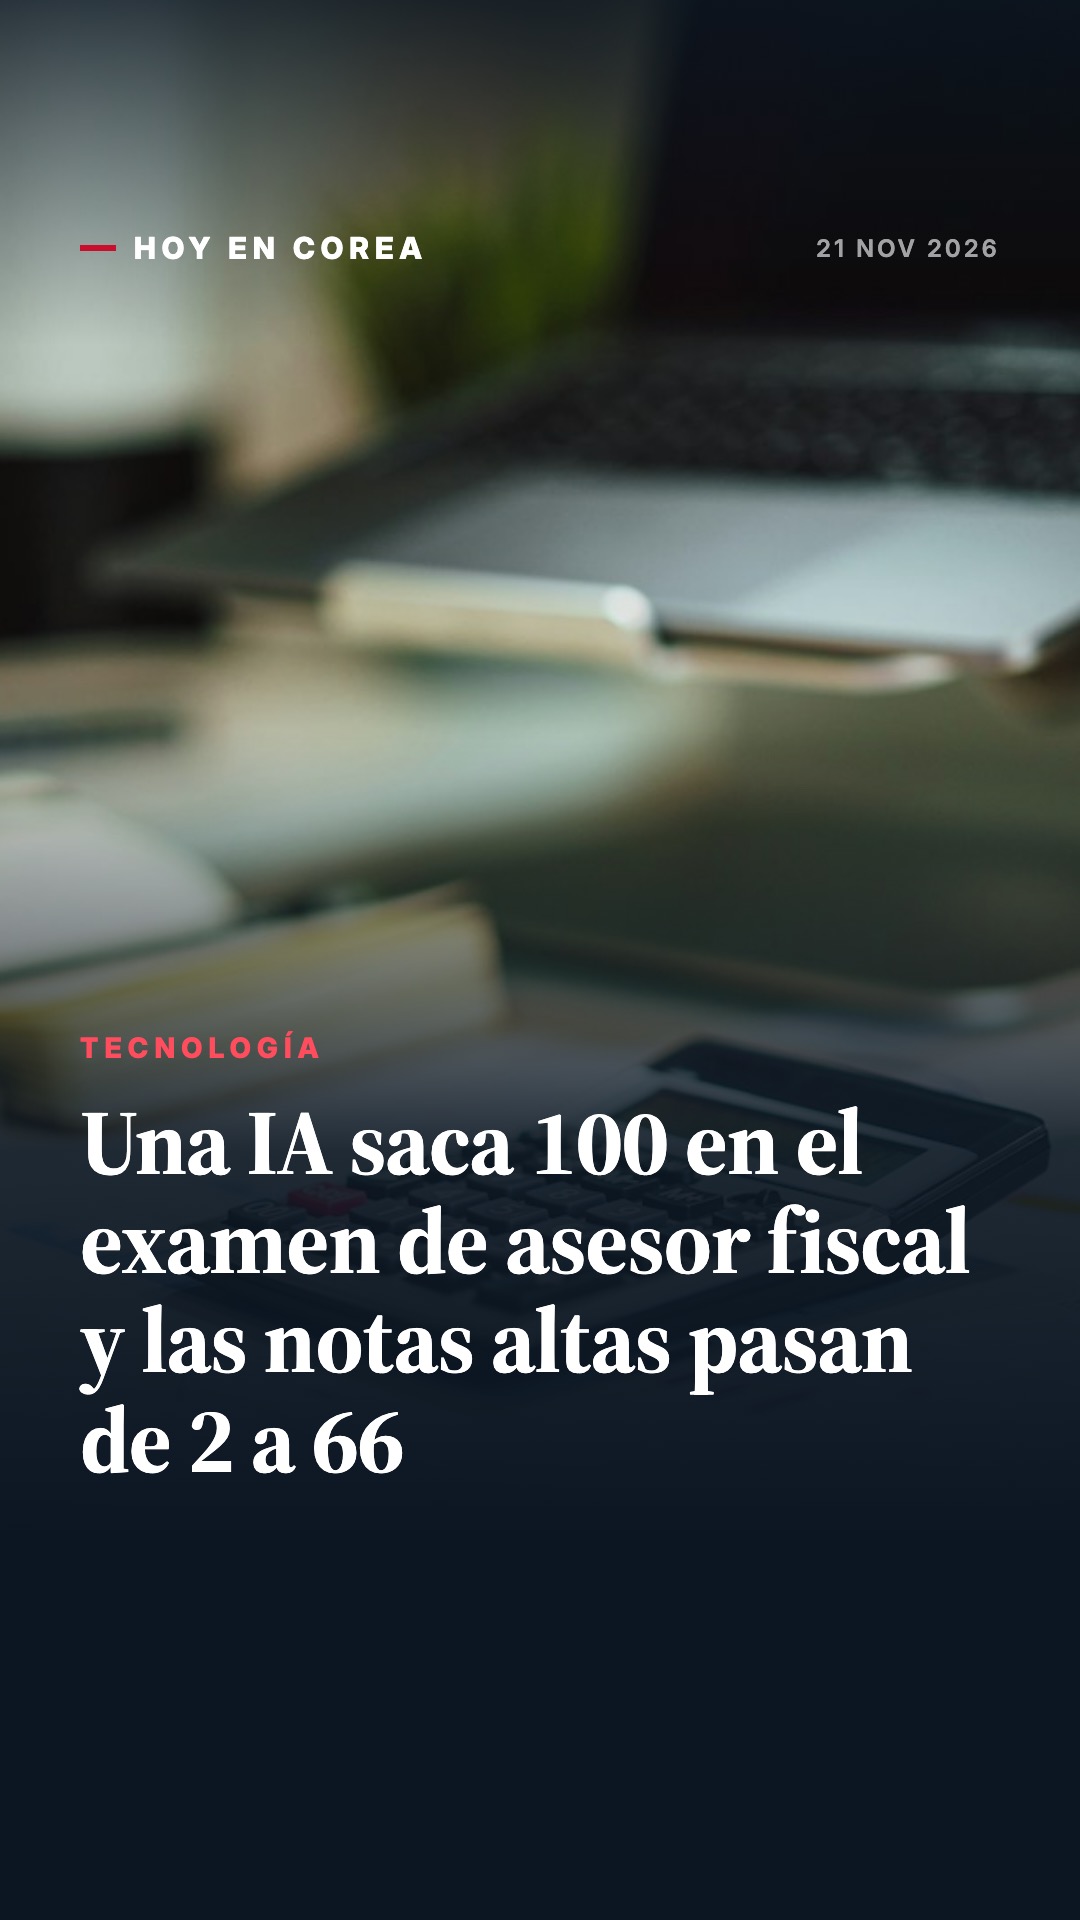 HOY EN COREA
21 NOV 2026
TECNOLOGÍA
Una IA saca 100 en el
examen de asesor fiscal
y las notas altas pasan
de 2 a 66